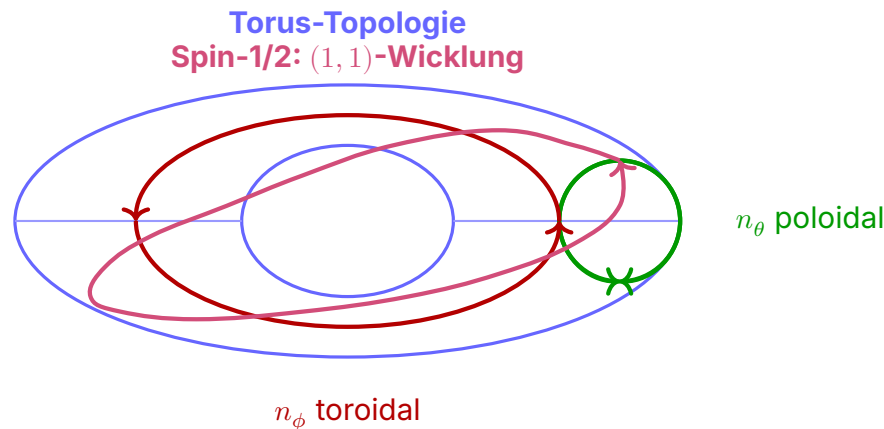 Torus-Topologie
Spin-1/2: (1, 1)-Wicklung
n_θ poloidal
n_ϕ toroidal